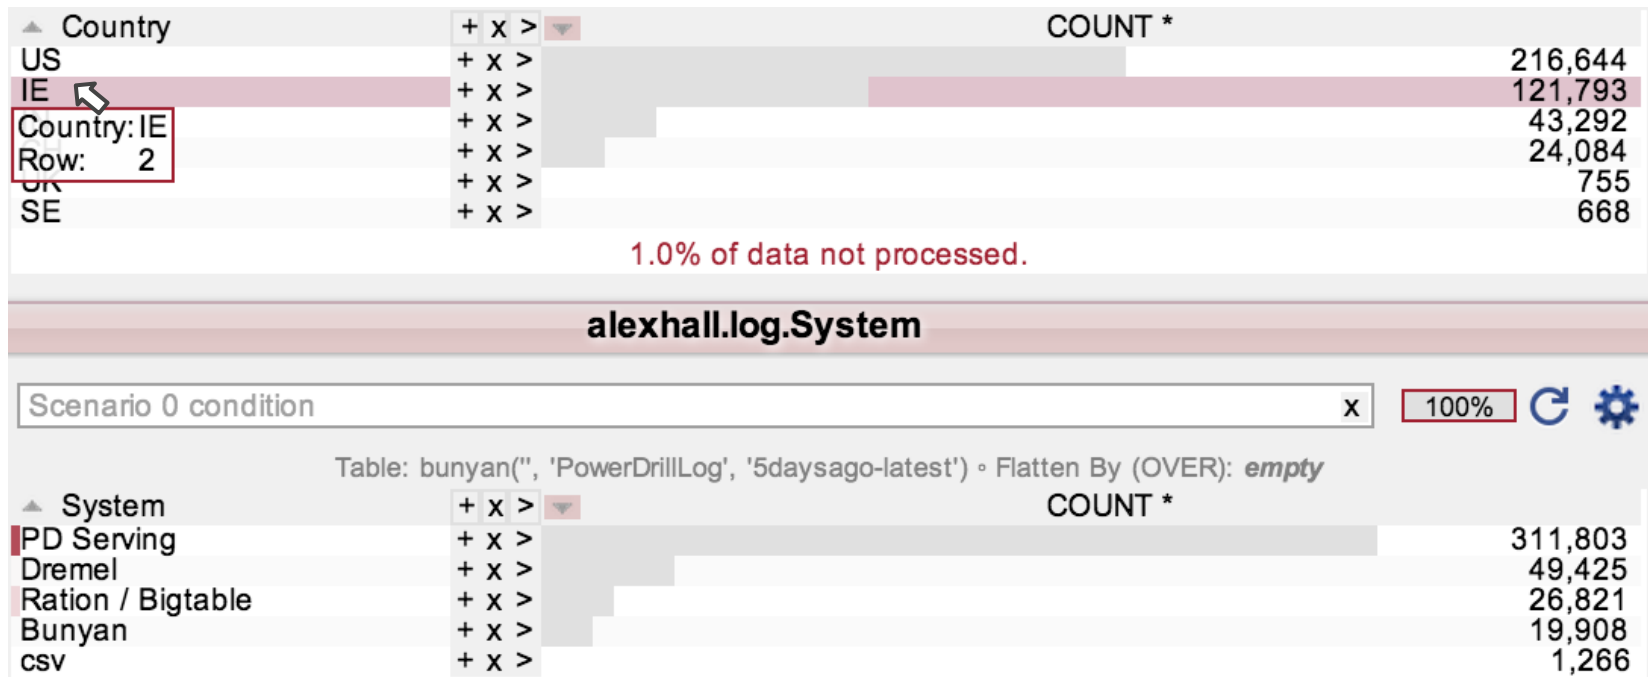 Country + x > COUNT *
US + x > 216,644
IE + x > 121,793
Country: IE + x > 43,292
Row: 2 + x > 24,084
UK + x > 755
SE + x > 668
1.0% of data not processed.
alexhall.log.System
Scenario 0 condition x 100%
Table: bunyan('', 'PowerDrillLog', '5daysago-latest') ∘ Flatten By (OVER): empty
System + x > COUNT *
PD Serving + x > 311,803
Dremel + x > 49,425
Ration / Bigtable + x > 26,821
Bunyan + x > 19,908
csv + x > 1,266